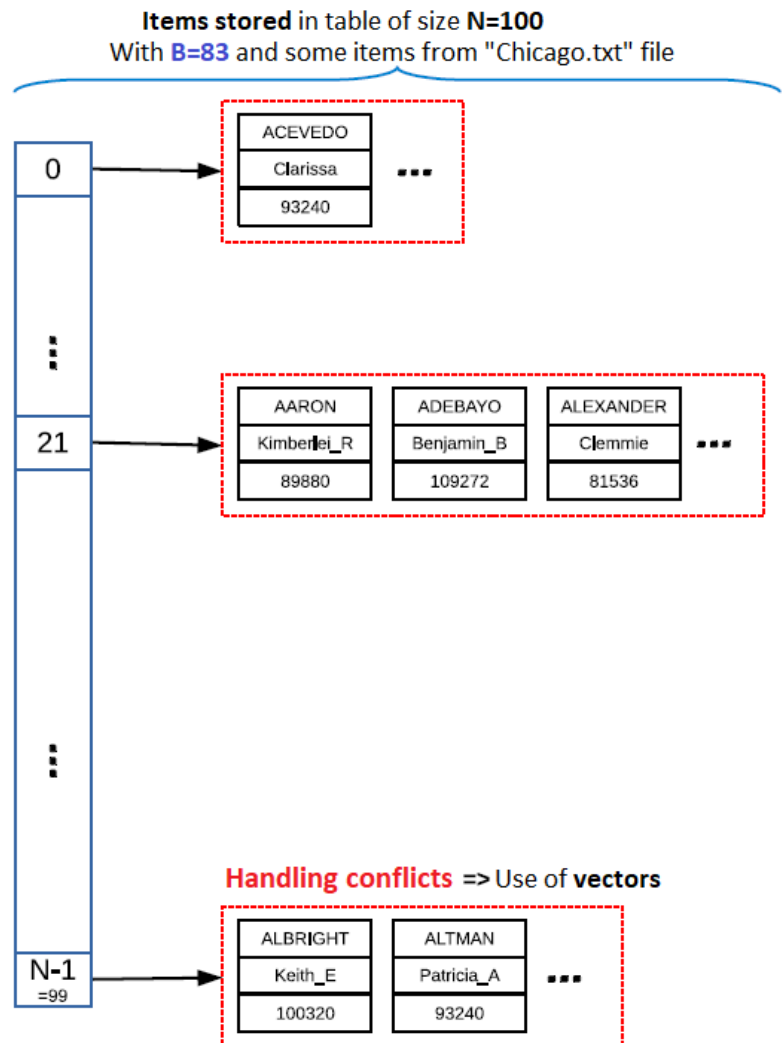 Items stored in table of size N=100
With B=83 and some items from "Chicago.txt" file
0
ACEVEDO
Clarissa
93240
...
...
21
AARON
Kimberlei_R
89880
ADEBAYO
Benjamin_B
109272
ALEXANDER
Clemmie
81536
...
...
Handling conflicts => Use of vectors
N-1
=99
ALBRIGHT
Keith_E
100320
ALTMAN
Patricia_A
93240
...